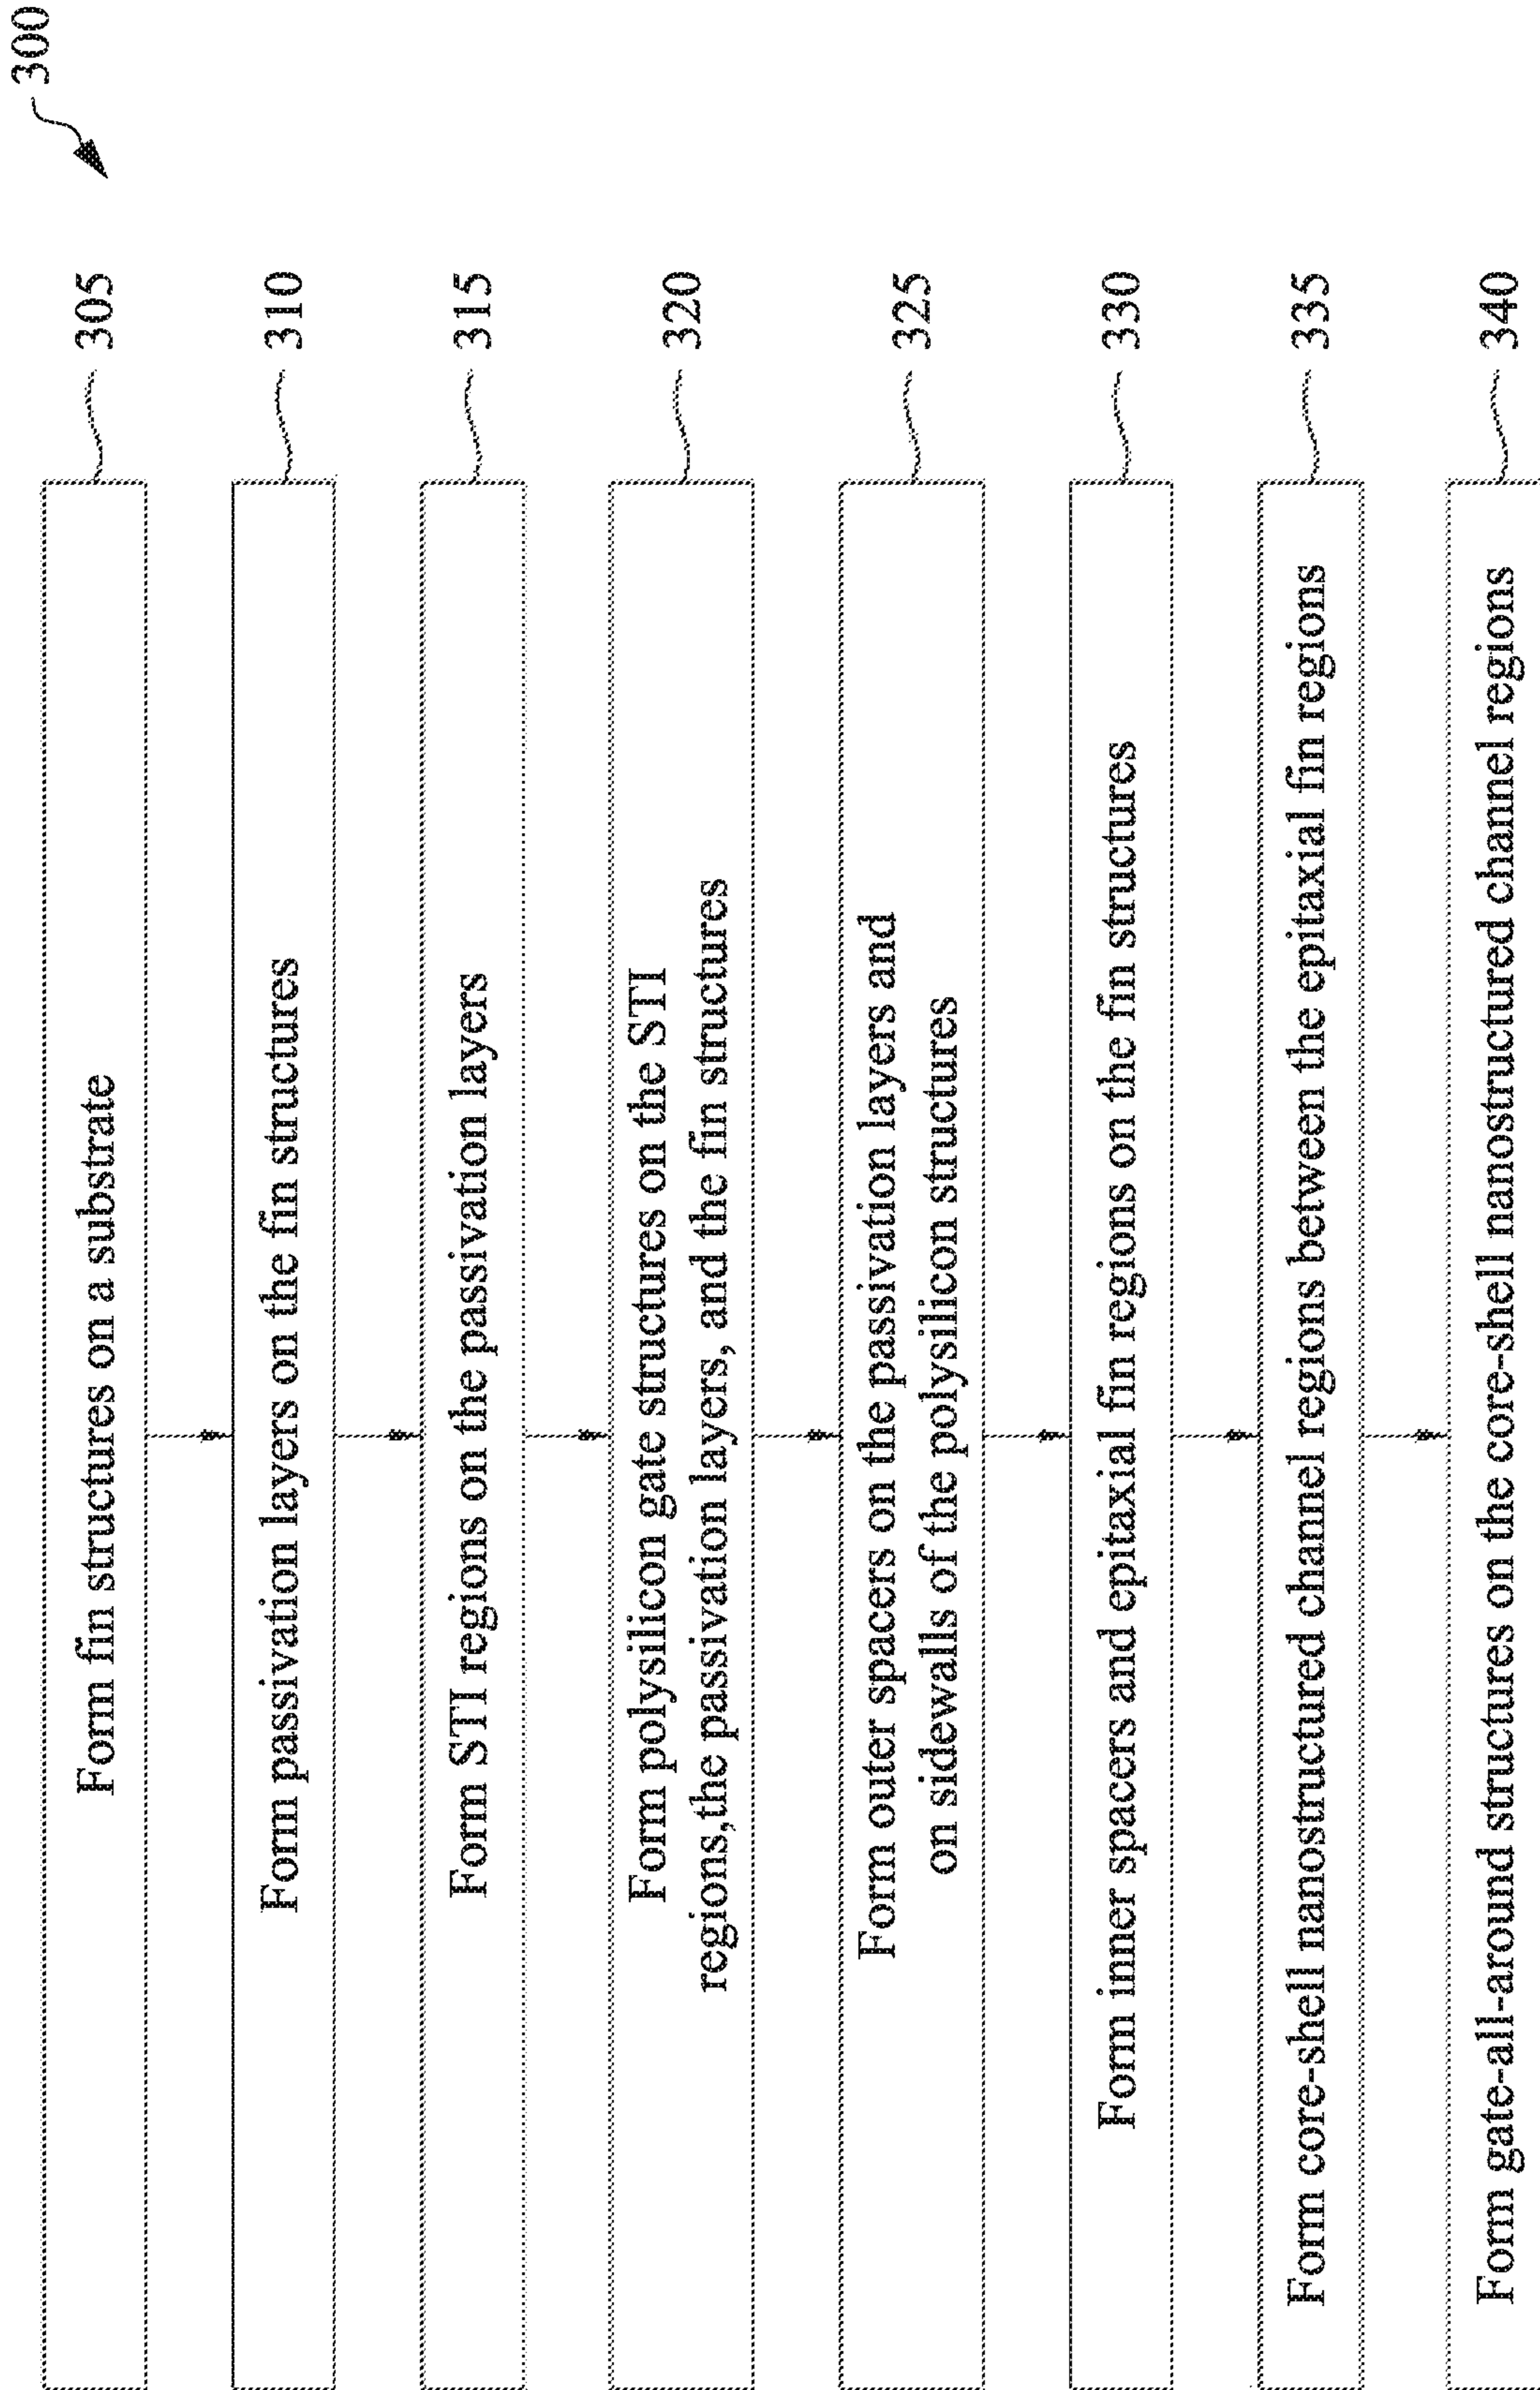 300
Form fin structures on a substrate
305
Form passivation layers on the fin structures
310
Form STI regions on the passivation layers
315
Form polysilicon gate structures on the STI
regions,the passivation layers, and the fin structures
320
Form outer spacers on the passivation layers and
on sidewalls of the polysilicon structures
325
Form inner spacers and epitaxial fin regions on the fin structures
330
Form core-shell nanostructured channel regions between the epitaxial fin regions
335
Form gate-all-around structures on the core-shell nanostructured channel regions
340